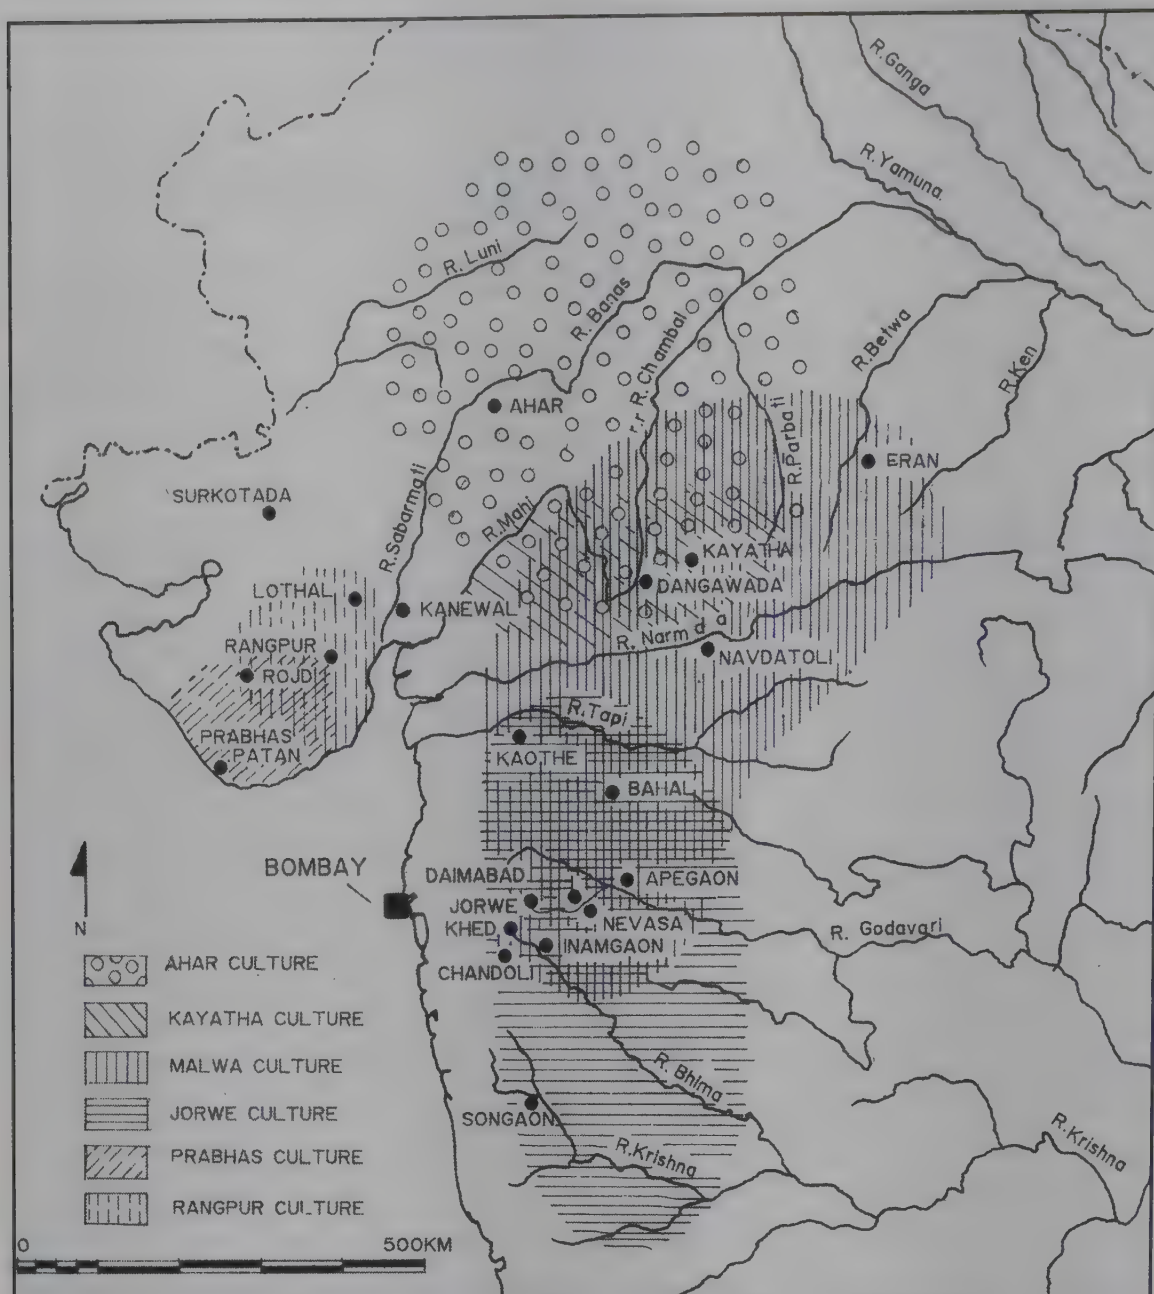 R. Ganga
R. Yamuna
R. Luni
R. Banas
r.r R. Chambal
R. Betwa
R. Ken
AHAR
R. Parbati
ERAN
SURKOTADA
R. Sabarmati
R. Mahi
KAYATHA
LOTHAL
DANGAWADA
KANEWAL
R. Narmda
RANGPUR
NAVDATOLI
ROJDI
R. Tapi
PRABHAS
PATAN
KAOTHE
BAHAL
BOMBAY
DAIMABAD
APEGAON
JORWE
NEVASA
KHED
R. Godavari
INAMGAON
CHANDOLI
N
AHAR CULTURE
KAYATHA CULTURE
MALWA CULTURE
R. Bhima
JORWE CULTURE
SONGAON
PRABHAS CULTURE
R. Krishna
R. Krishna
RANGPUR CULTURE
0 500KM